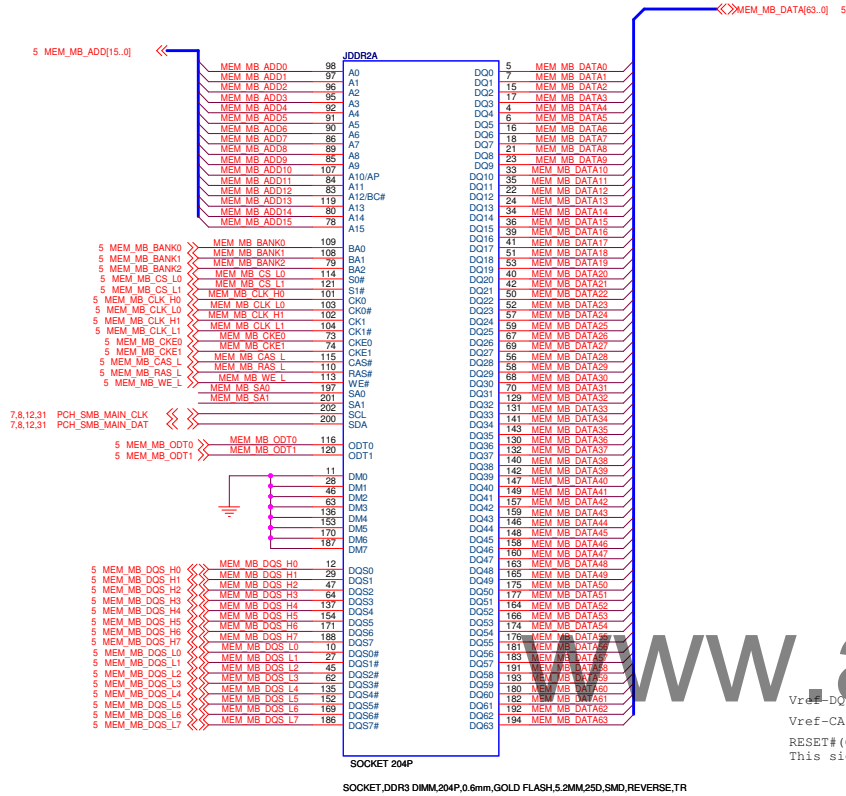 MEM_MB_DATA[63..0] 5
5 MEM_MB_ADD[15..0]
JDDR2A
MEM_MB_ADD0 98 A0 DQ0 5 MEM_MB_DATA0
MEM_MB_ADD1 97 A1 DQ1 7 MEM_MB_DATA1
MEM_MB_ADD2 96 A2 DQ2 15 MEM_MB_DATA2
MEM_MB_ADD3 95 A3 DQ3 17 MEM_MB_DATA3
MEM_MB_ADD4 92 A4 DQ4 4 MEM_MB_DATA4
MEM_MB_ADD5 91 A5 DQ5 6 MEM_MB_DATA5
MEM_MB_ADD6 90 A6 DQ6 16 MEM_MB_DATA6
MEM_MB_ADD7 86 A7 DQ7 18 MEM_MB_DATA7
MEM_MB_ADD8 89 A8 DQ8 21 MEM_MB_DATA8
MEM_MB_ADD9 85 A9 DQ9 23 MEM_MB_DATA9
MEM_MB_ADD10 107 A10/AP DQ10 33 MEM_MB_DATA10
MEM_MB_ADD11 84 A11 DQ11 35 MEM_MB_DATA11
MEM_MB_ADD12 83 A12/BC# DQ12 22 MEM_MB_DATA12
MEM_MB_ADD13 119 A13 DQ13 24 MEM_MB_DATA13
MEM_MB_ADD14 80 A14 DQ14 34 MEM_MB_DATA14
MEM_MB_ADD15 78 A15 DQ15 36 MEM_MB_DATA15
DQ16 39 MEM_MB_DATA16
5 MEM_MB_BANK0 MEM_MB_BANK0 109 BA0 DQ17 41 MEM_MB_DATA17
5 MEM_MB_BANK1 MEM_MB_BANK1 108 BA1 DQ18 51 MEM_MB_DATA18
5 MEM_MB_BANK2 MEM_MB_BANK2 79 BA2 DQ19 53 MEM_MB_DATA19
5 MEM_MB_CS_L0 MEM_MB_CS_L0 114 S0# DQ20 40 MEM_MB_DATA20
5 MEM_MB_CS_L1 MEM_MB_CS_L1 121 S1# DQ21 42 MEM_MB_DATA21
5 MEM_MB_CLK_H0 MEM_MB_CLK_H0 101 CK0 DQ22 50 MEM_MB_DATA22
5 MEM_MB_CLK_L0 MEM_MB_CLK_L0 103 CK0# DQ23 52 MEM_MB_DATA23
5 MEM_MB_CLK_H1 MEM_MB_CLK_H1 102 CK1 DQ24 57 MEM_MB_DATA24
5 MEM_MB_CLK_L1 MEM_MB_CLK_L1 104 CK1# DQ25 59 MEM_MB_DATA25
5 MEM_MB_CKE0 MEM_MB_CKE0 73 CKE0 DQ26 67 MEM_MB_DATA26
5 MEM_MB_CKE1 MEM_MB_CKE1 74 CKE1 DQ27 69 MEM_MB_DATA27
5 MEM_MB_CAS_L MEM_MB_CAS_L 115 CAS# DQ28 56 MEM_MB_DATA28
5 MEM_MB_RAS_L MEM_MB_RAS_L 110 RAS# DQ29 58 MEM_MB_DATA29
5 MEM_MB_WE_L MEM_MB_WE_L 113 WE# DQ30 68 MEM_MB_DATA30
MEM_MB_SA0 197 SA0 DQ31 70 MEM_MB_DATA31
MEM_MB_SA1 201 SA1 DQ32 129 MEM_MB_DATA32
7,8,12,31 PCH_SMB_MAIN_CLK 202 SCL DQ33 131 MEM_MB_DATA33
7,8,12,31 PCH_SMB_MAIN_DAT 200 SDA DQ34 141 MEM_MB_DATA34
DQ35 143 MEM_MB_DATA35
5 MEM_MB_ODT0 MEM_MB_ODT0 116 ODT0 DQ36 130 MEM_MB_DATA36
5 MEM_MB_ODT1 MEM_MB_ODT1 120 ODT1 DQ37 132 MEM_MB_DATA37
DQ38 140 MEM_MB_DATA38
11 DM0 DQ39 142 MEM_MB_DATA39
28 DM1 DQ40 147 MEM_MB_DATA40
46 DM2 DQ41 149 MEM_MB_DATA41
63 DM3 DQ42 157 MEM_MB_DATA42
136 DM4 DQ43 159 MEM_MB_DATA43
153 DM5 DQ44 146 MEM_MB_DATA44
170 DM6 DQ45 148 MEM_MB_DATA45
187 DM7 DQ46 158 MEM_MB_DATA46
DQ47 160 MEM_MB_DATA47
5 MEM_MB_DQS_H0 MEM_MB_DQS_H0 12 DQS0 DQ48 163 MEM_MB_DATA48
5 MEM_MB_DQS_H1 MEM_MB_DQS_H1 29 DQS1 DQ49 165 MEM_MB_DATA49
5 MEM_MB_DQS_H2 MEM_MB_DQS_H2 47 DQS2 DQ50 175 MEM_MB_DATA50
5 MEM_MB_DQS_H3 MEM_MB_DQS_H3 64 DQS3 DQ51 177 MEM_MB_DATA51
5 MEM_MB_DQS_H4 MEM_MB_DQS_H4 137 DQS4 DQ52 164 MEM_MB_DATA52
5 MEM_MB_DQS_H5 MEM_MB_DQS_H5 154 DQS5 DQ53 166 MEM_MB_DATA53
5 MEM_MB_DQS_H6 MEM_MB_DQS_H6 171 DQS6 DQ54 174 MEM_MB_DATA54
5 MEM_MB_DQS_H7 MEM_MB_DQS_H7 188 DQS7 DQ55 176 MEM_MB_DATA55
5 MEM_MB_DQS_L0 MEM_MB_DQS_L0 10 DQS0# DQ56 181 MEM_MB_DATA56
5 MEM_MB_DQS_L1 MEM_MB_DQS_L1 27 DQS1# DQ57 183 MEM_MB_DATA57
5 MEM_MB_DQS_L2 MEM_MB_DQS_L2 45 DQS2# DQ58 191 MEM_MB_DATA58
5 MEM_MB_DQS_L3 MEM_MB_DQS_L3 62 DQS3# DQ59 193 MEM_MB_DATA59
5 MEM_MB_DQS_L4 MEM_MB_DQS_L4 135 DQS4# DQ60 180 MEM_MB_DATA60
5 MEM_MB_DQS_L5 MEM_MB_DQS_L5 152 DQS5# DQ61 182 MEM_MB_DATA61
5 MEM_MB_DQS_L6 MEM_MB_DQS_L6 169 DQS6# DQ62 192 MEM_MB_DATA62
5 MEM_MB_DQS_L7 MEM_MB_DQS_L7 186 DQS7# DQ63 194 MEM_MB_DATA63
www.a
Vref-DQ
Vref-CA
RESET#(
This si
SOCKET 204P
SOCKET,DDR3 DIMM,204P,0.6mm,GOLD FLASH,5.2MM,25D,SMD,REVERSE,TR